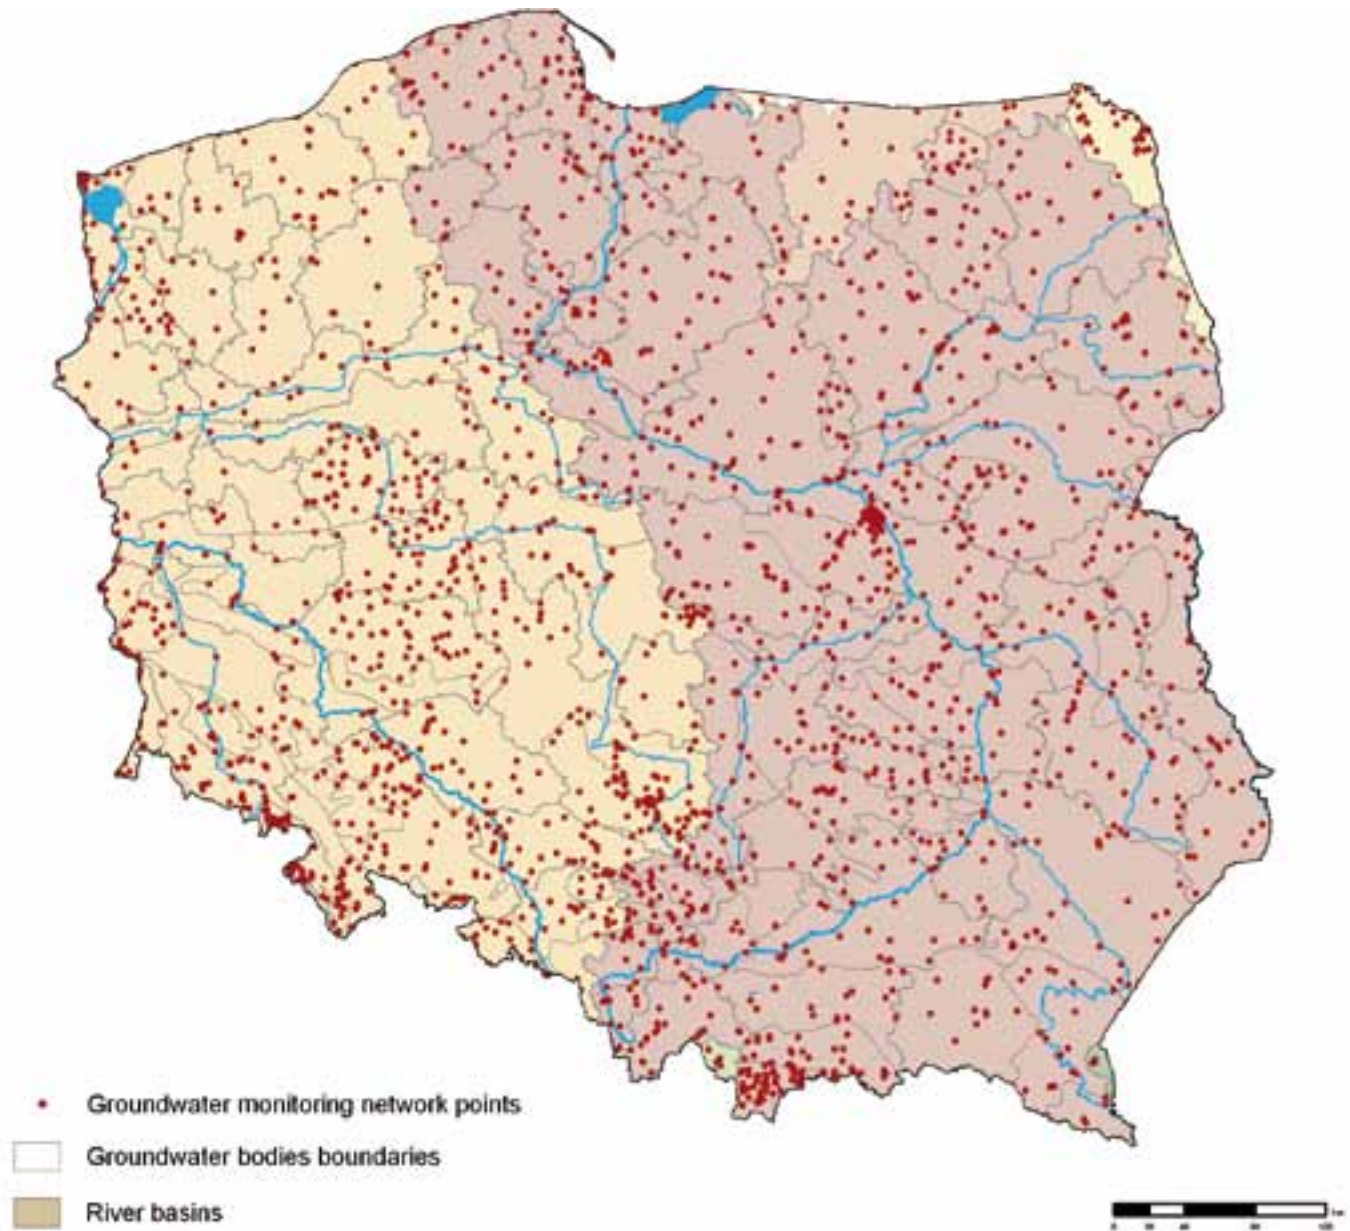 Groundwater monitoring network points
Groundwater bodies boundaries
River basins